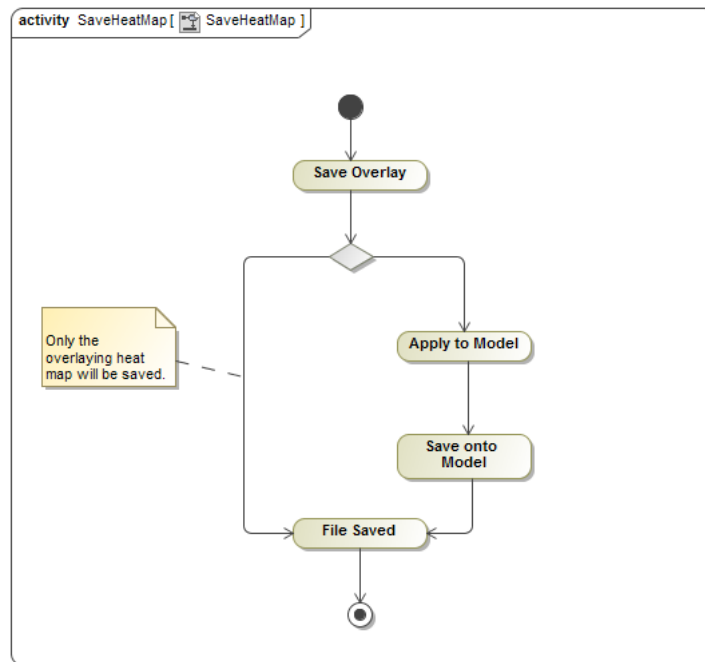 activity SaveHeatMap [ SaveHeatMap ]
Save Overlay
Only the
overlaying heat
map will be saved.
Apply to Model
Save onto
Model
File Saved